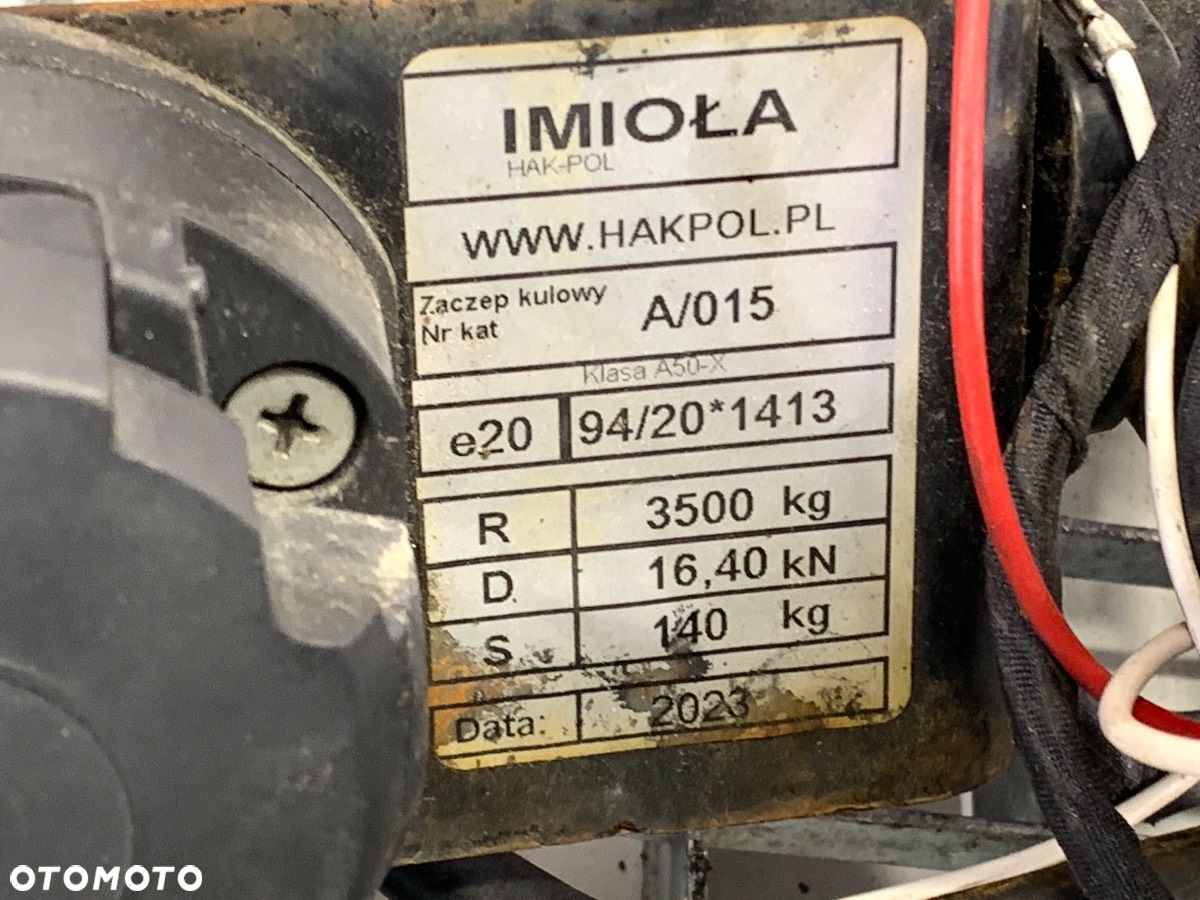 IMIOŁA
HAK-POL
WWW.HAKPOL.PL
Zaczep kulowy
Nr kat A/015
Klasa A50-X
e20 94/20*1413
R 3500 kg
D 16,40 kN
S 140 kg
Data: 2023
OTOMOTO